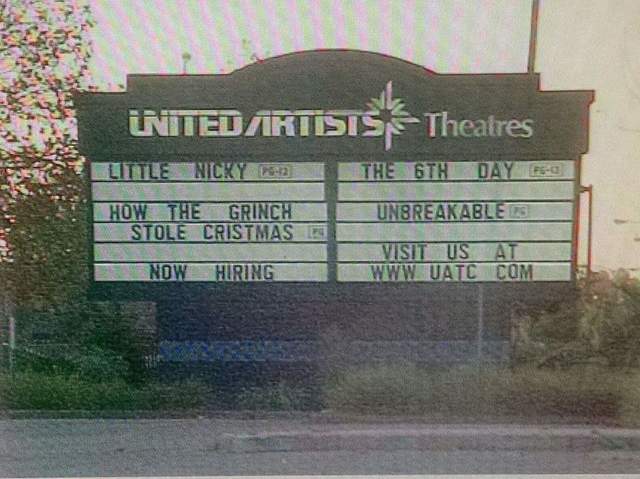 UNITED ARTISTS Theatres
LITTLE NICKY PG-13
HOW THE GRINCH
STOLE CRISTMAS PG
NOW HIRING
THE 6TH DAY PG-13
UNBREAKABLE PG
VISIT US AT
WWW UATC COM